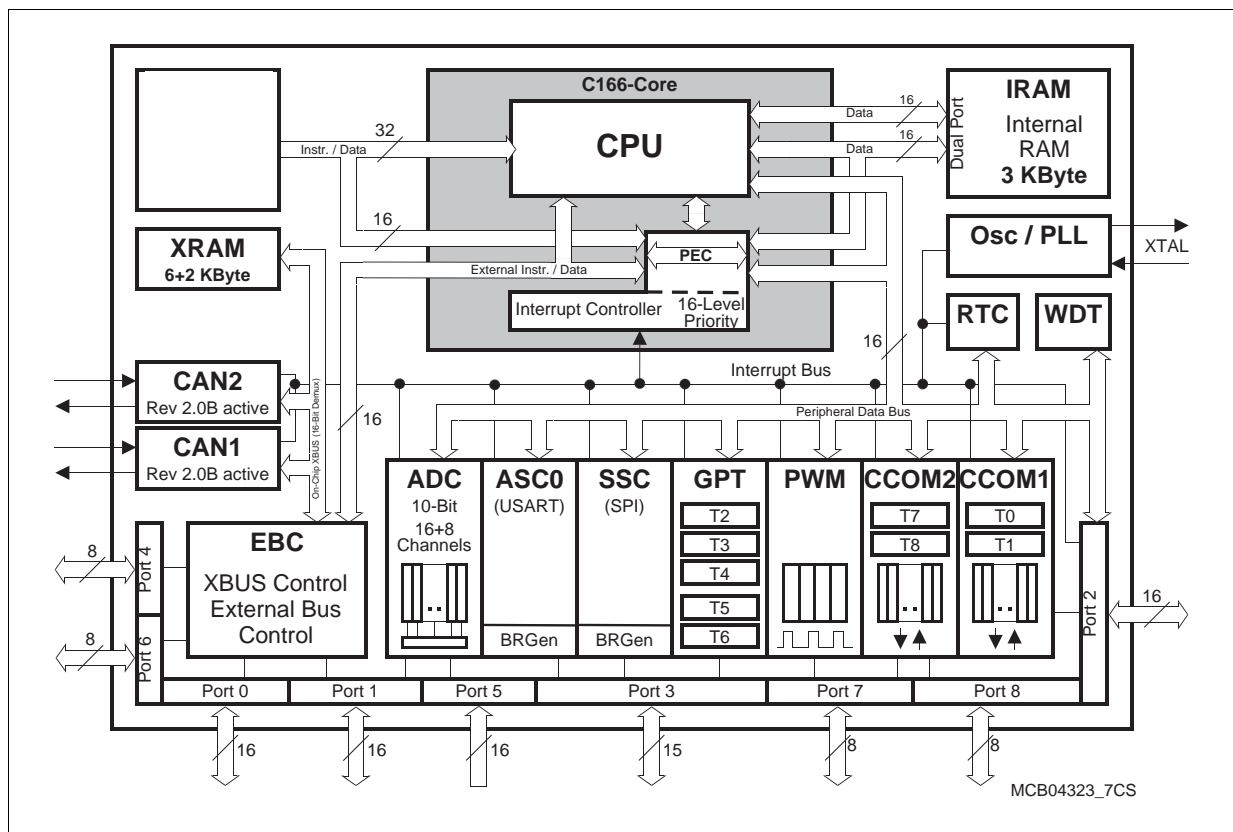 C166-Core
CPU
32
Instr. / Data
16
Data
16
Data
Dual Port
IRAM
Internal
RAM
3 KByte
16
XRAM
6+2 KByte
PEC
External Instr. / Data
Interrupt Controller
16-Level
Priority
Osc / PLL
XTAL
RTC
WDT
16
Interrupt Bus
CAN2
Rev 2.0B active
CAN1
Rev 2.0B active
On-Chip XBUS (16-Bit Demux)
16
Peripheral Data Bus
ADC
10-Bit
16+8
Channels
ASC0
(USART)
BRGen
SSC
(SPI)
BRGen
GPT
T2
T3
T4
T5
T6
PWM
CCOM2
T7
T8
CCOM1
T0
T1
EBC
XBUS Control
External Bus
Control
8
Port 4
8
Port 6
Port 2
16
Port 0
Port 1
Port 5
Port 3
Port 7
Port 8
16
16
16
15
8
8
MCB04323_7CS